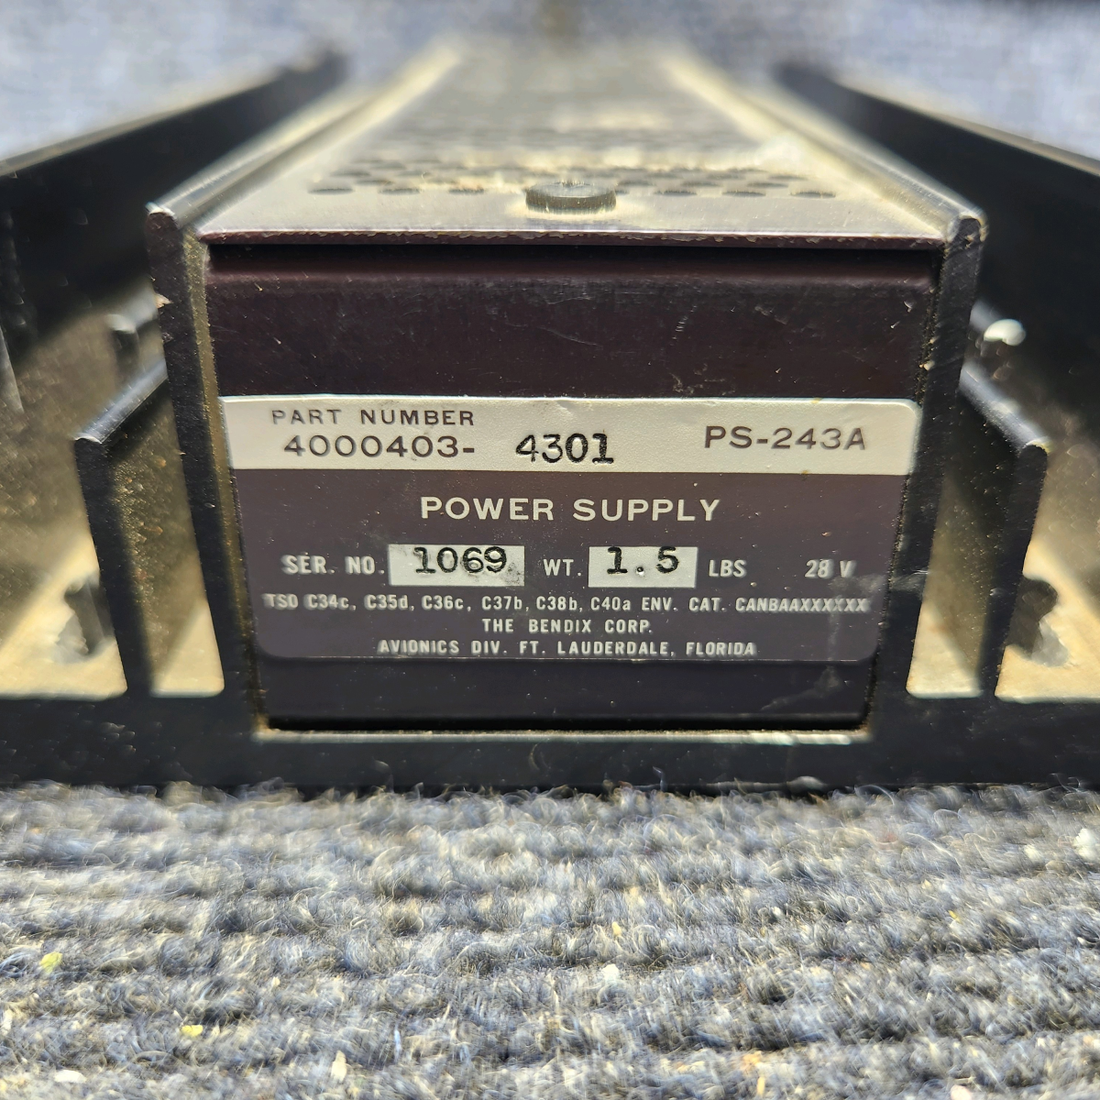 PART NUMBER
4000403- 4301 PS-243A
POWER SUPPLY
SER. NO. 1069 WT. 1.5 LBS 28 V
TSO C34c, C35d, C36c, C37b, C38b, C40a ENV. CAT. CANBAAXXXXXX
THE BENDIX CORP.
AVIONICS DIV. FT. LAUDERDALE, FLORIDA